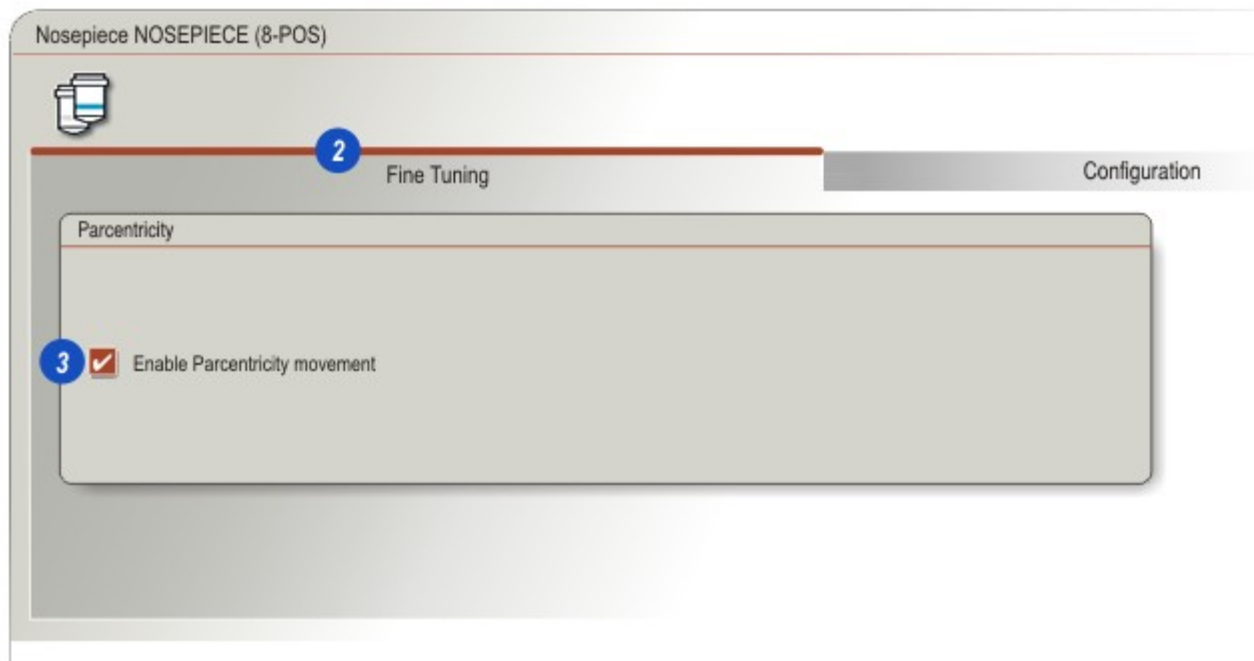 Nosepiece NOSEPIECE (8-POS)
2
Fine Tuning
Configuration
Parcentricity
3
Enable Parcentricity movement